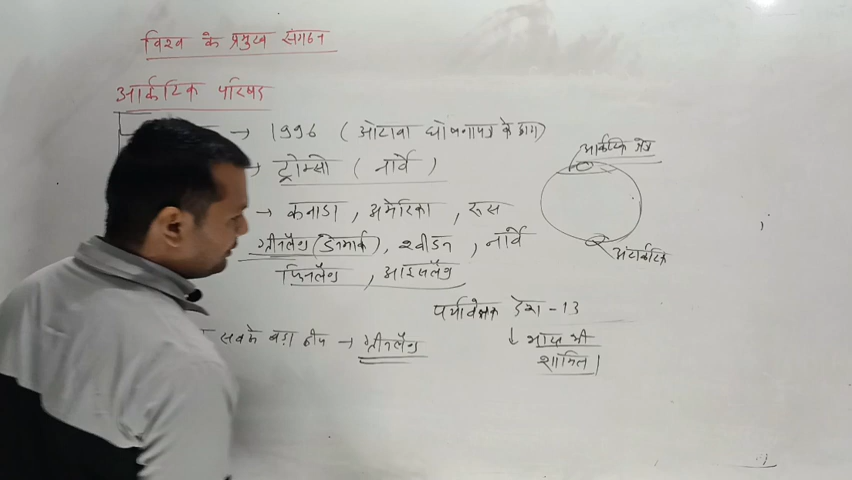 विश्व के प्रमुख संगठन
आर्कटिक परिषद
→ 1996 (ओटावा घोषणापत्र के द्वारा)
आर्कटिक क्षेत्र
→ ट्रोम्सो (नार्वे)
→ कनाडा, अमेरिका, रूस
ग्रीनलैण्ड (डेनमार्क), स्वीडन, नार्वे
अंटार्कटिक
फिनलैण्ड, आइसलैण्ड
पर्यवेक्षक देश - 13
सबसे बड़ा द्वीप → ग्रीनलैण्ड
↓ भारत भी
शामिल।